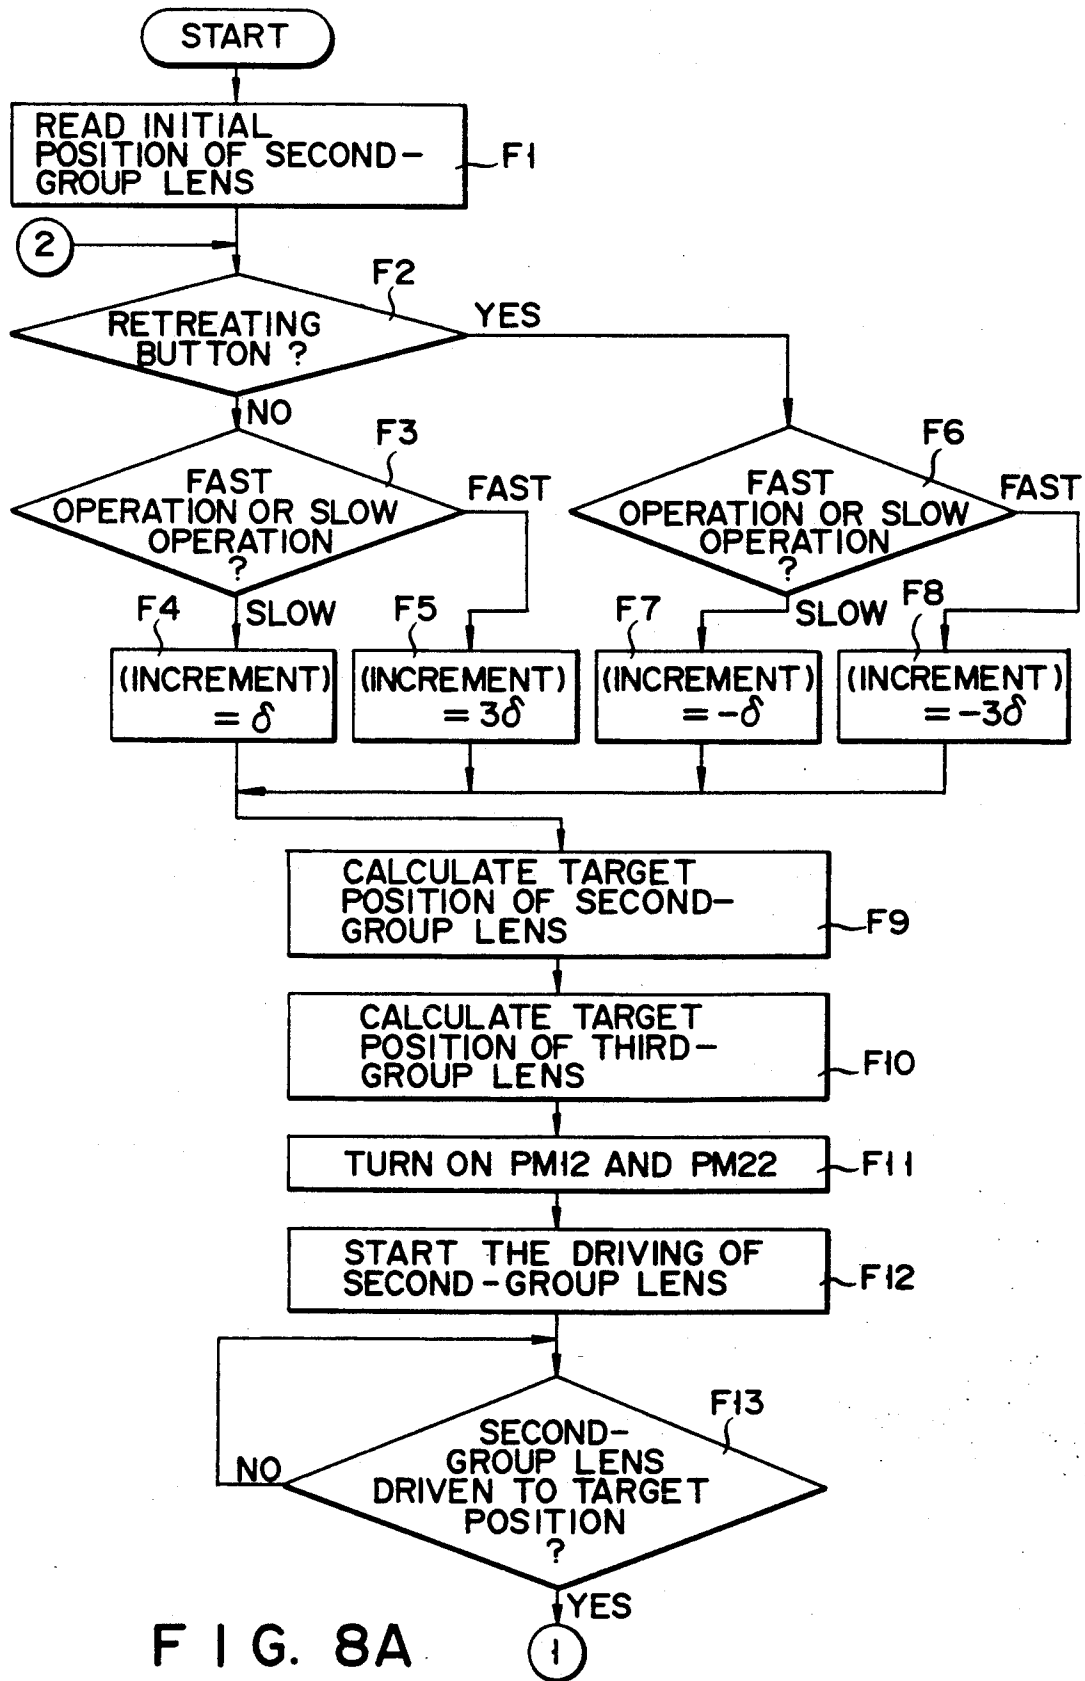 START
READ INITIAL
POSITION OF SECOND-
GROUP LENS
F1
2
F2
RETREATING
BUTTON ?
YES
NO
F3
FAST
OPERATION OR SLOW
OPERATION
?
FAST
SLOW
F6
FAST
OPERATION OR SLOW
OPERATION
?
FAST
SLOW
F4
(INCREMENT)
= δ
F5
(INCREMENT)
= 3δ
F7
(INCREMENT)
= -δ
F8
(INCREMENT)
= -3δ
CALCULATE TARGET
POSITION OF SECOND-
GROUP LENS
F9
CALCULATE TARGET
POSITION OF THIRD-
GROUP LENS
F10
TURN ON PM12 AND PM22
F11
START THE DRIVING OF
SECOND-GROUP LENS
F12
F13
SECOND-
GROUP LENS
DRIVEN TO TARGET
POSITION
?
NO
YES
1
FIG. 8A